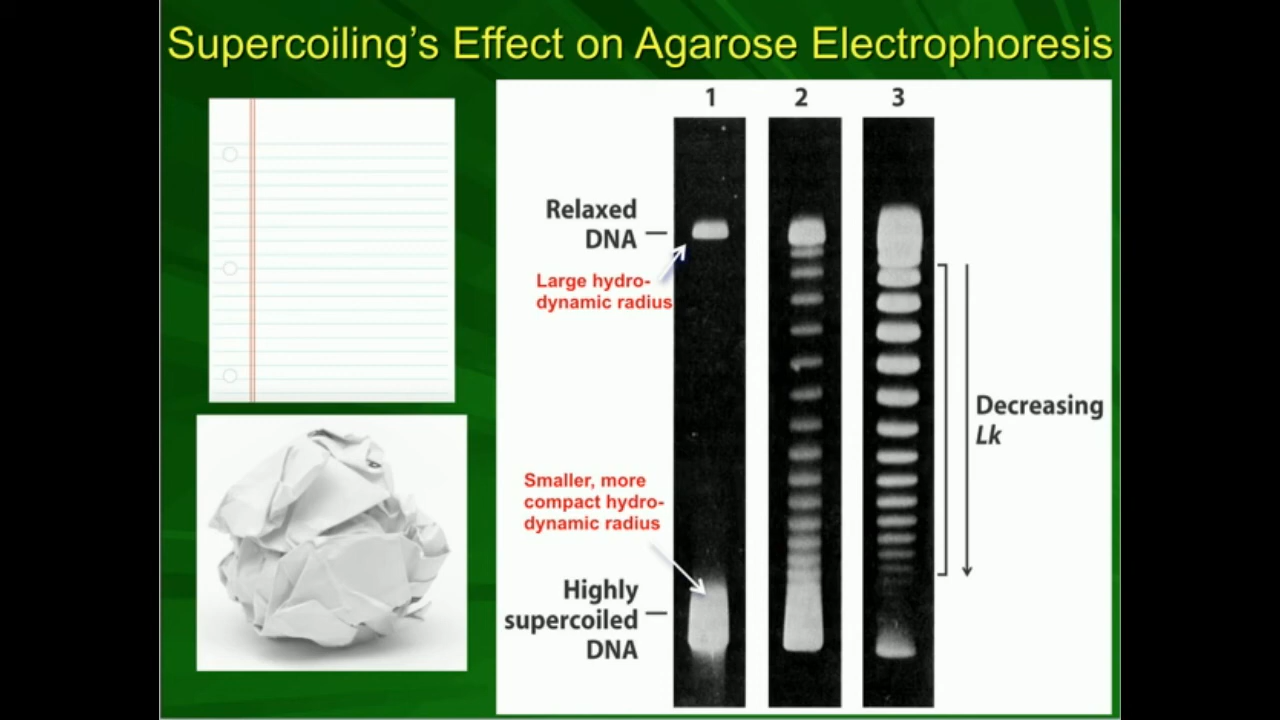 Supercoiling's Effect on Agarose Electrophoresis
1 2 3
Relaxed
DNA
Large hydro-
dynamic radius
Decreasing
Lk
Smaller, more
compact hydro-
dynamic radius
Highly
supercoiled
DNA